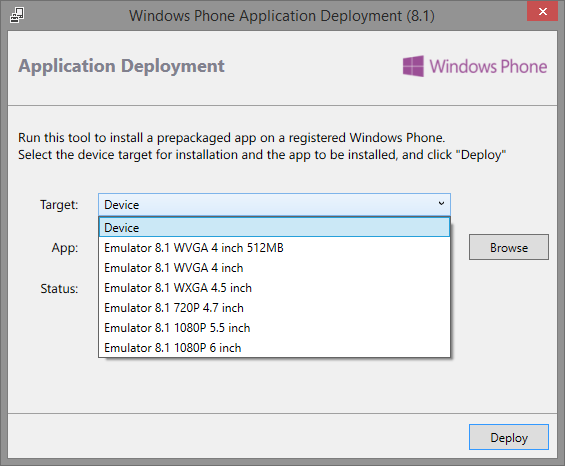 Windows Phone Application Deployment (8.1)
Application Deployment
Windows Phone
Run this tool to install a prepackaged app on a registered Windows Phone.
Select the device target for installation and the app to be installed, and click "Deploy"
Target: Device
Device
App: Emulator 8.1 WVGA 4 inch 512MB Browse
Emulator 8.1 WVGA 4 inch
Status: Emulator 8.1 WXGA 4.5 inch
Emulator 8.1 720P 4.7 inch
Emulator 8.1 1080P 5.5 inch
Emulator 8.1 1080P 6 inch
Deploy